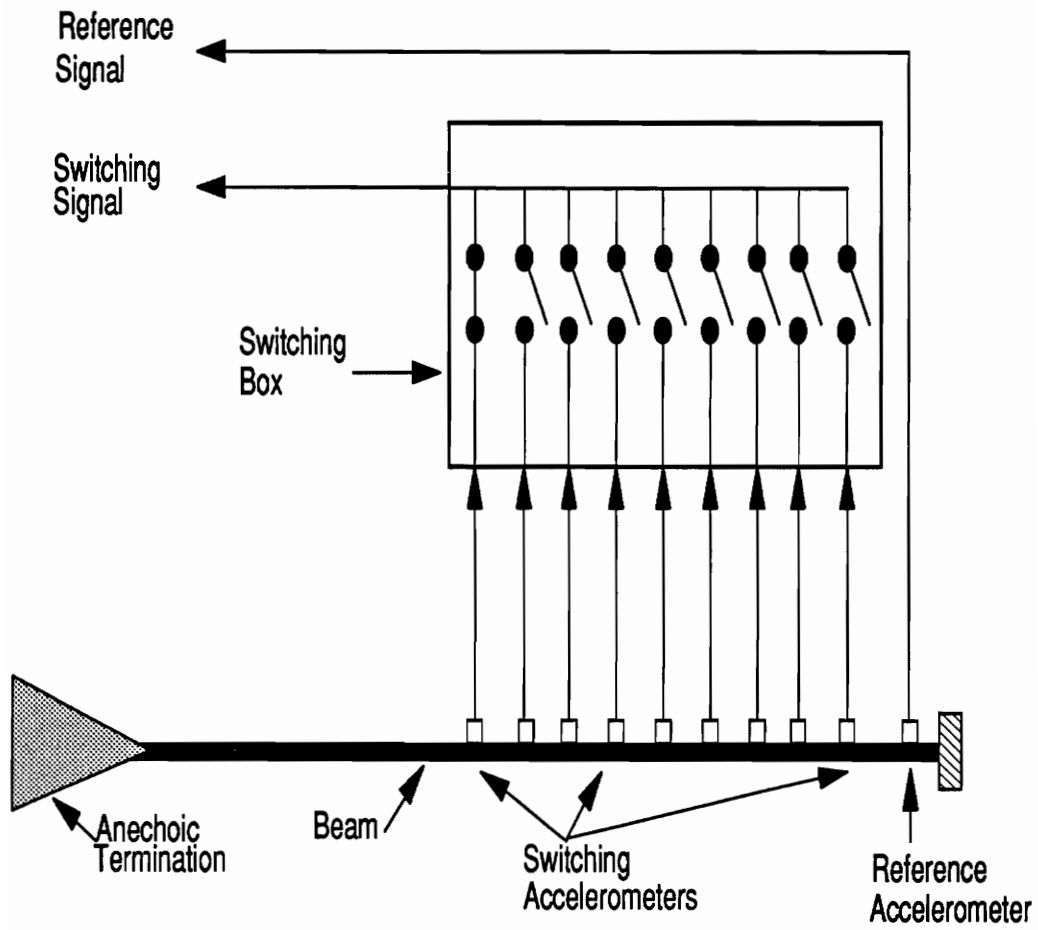 Reference
Signal
Switching
Signal
Switching
Box
Anechoic
Termination
Beam
Switching
Accelerometers
Reference
Accelerometer